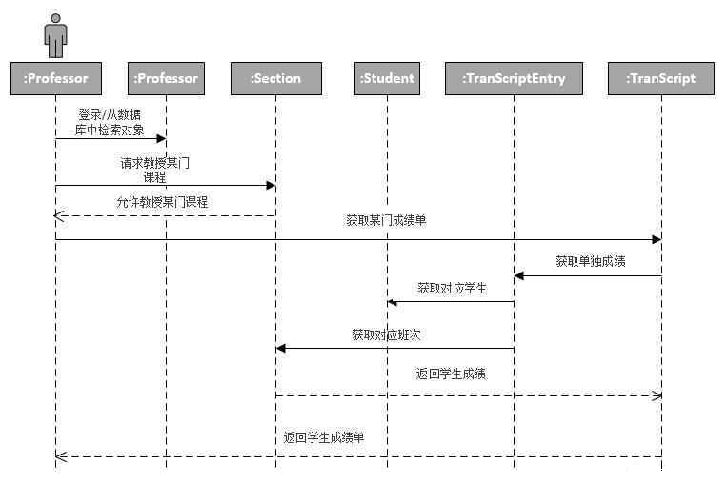 :Professor
:Professor
:Section
:Student
:TranScriptEntry
:TranScript
登录/从数据
库中检索对象
请求教授某门
课程
允许教授某门课程
获取某门成绩单
获取单独成绩
获取对应学生
获取对应班次
返回学生成绩
返回学生成绩单